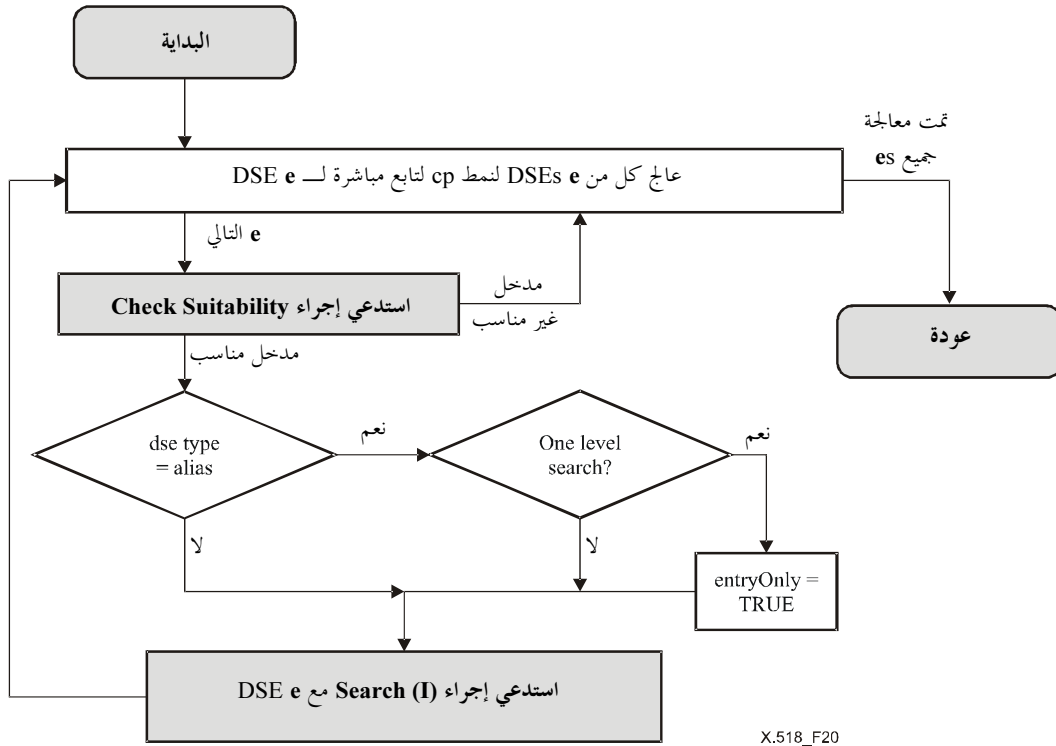 البداية
تمت معالجة
جميع es
عالج كل من DSEs e لنمط cp لتابع مباشرة لـــ DSE e
e التالي
استدعي إجراء Check Suitability
مدخل
غير مناسب
عودة
مدخل مناسب
dse type
= alias
نعم
One level
search?
نعم
لا
لا
entryOnly =
TRUE
استدعي إجراء Search (I) مع DSE e
X.518_F20